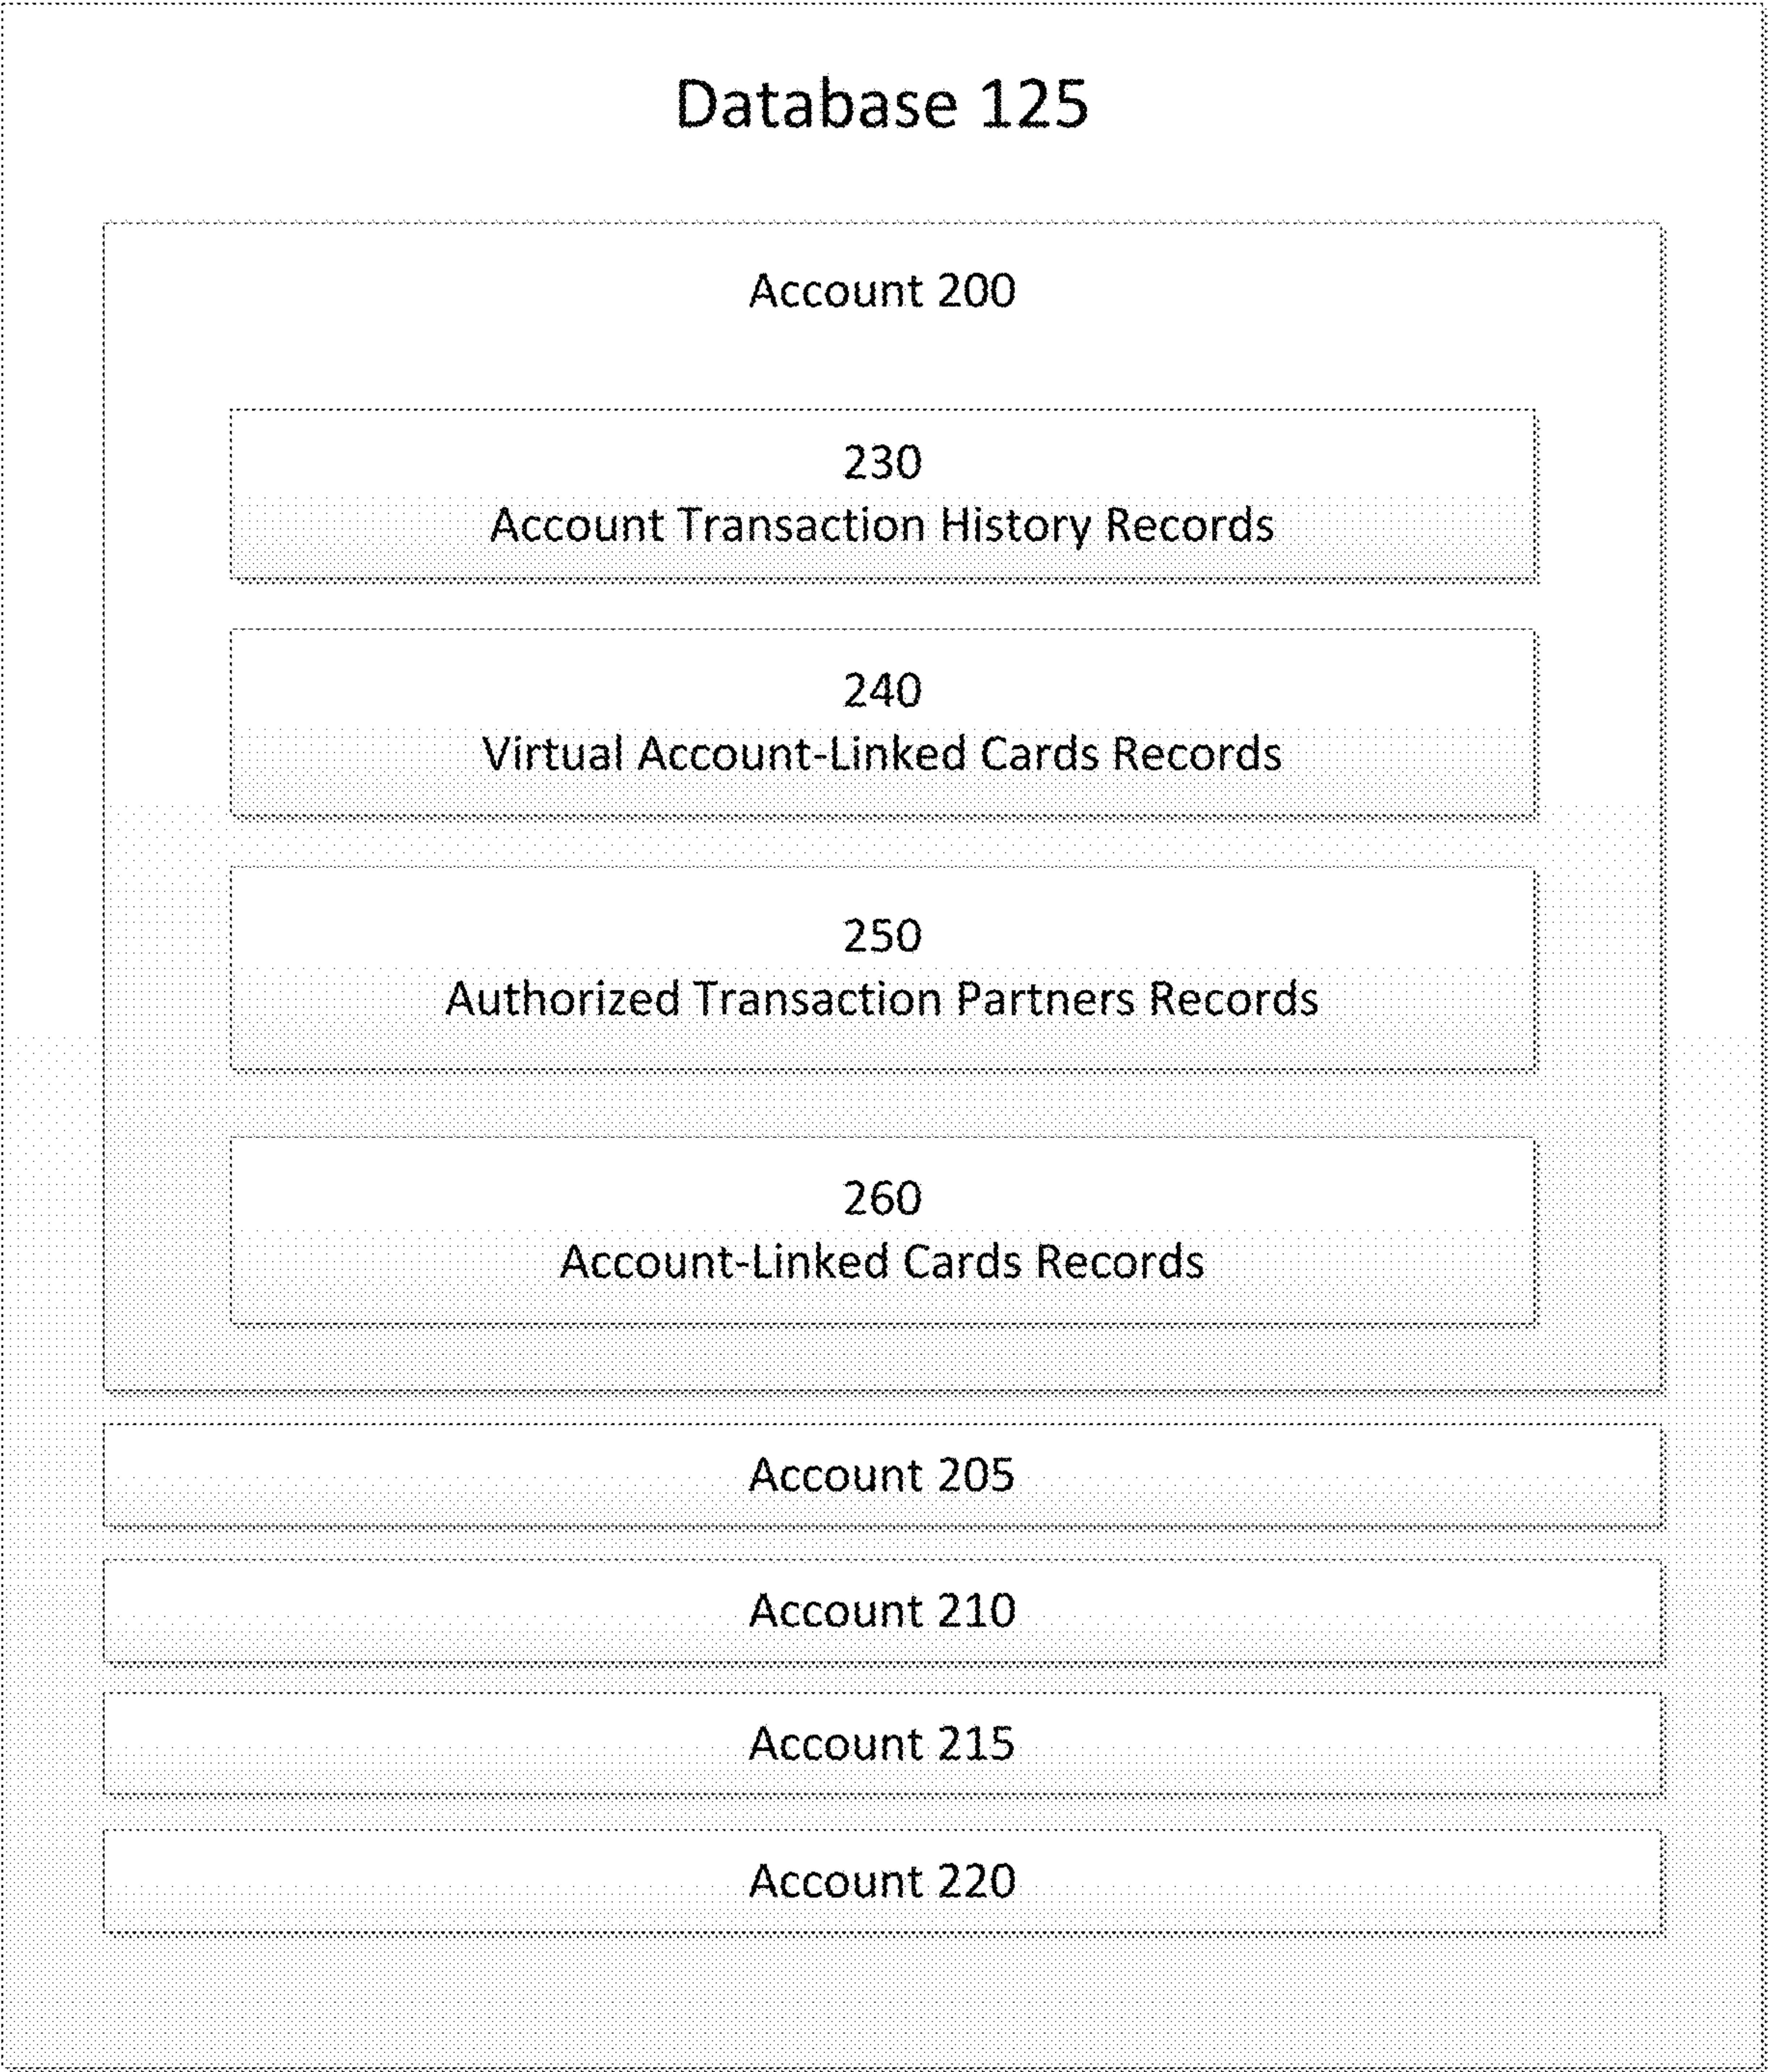 Database 125
Account 200
230
Account Transaction History Records
240
Virtual Account-Linked Cards Records
250
Authorized Transaction Partners Records
260
Account-Linked Cards Records
Account 205
Account 210
Account 215
Account 220